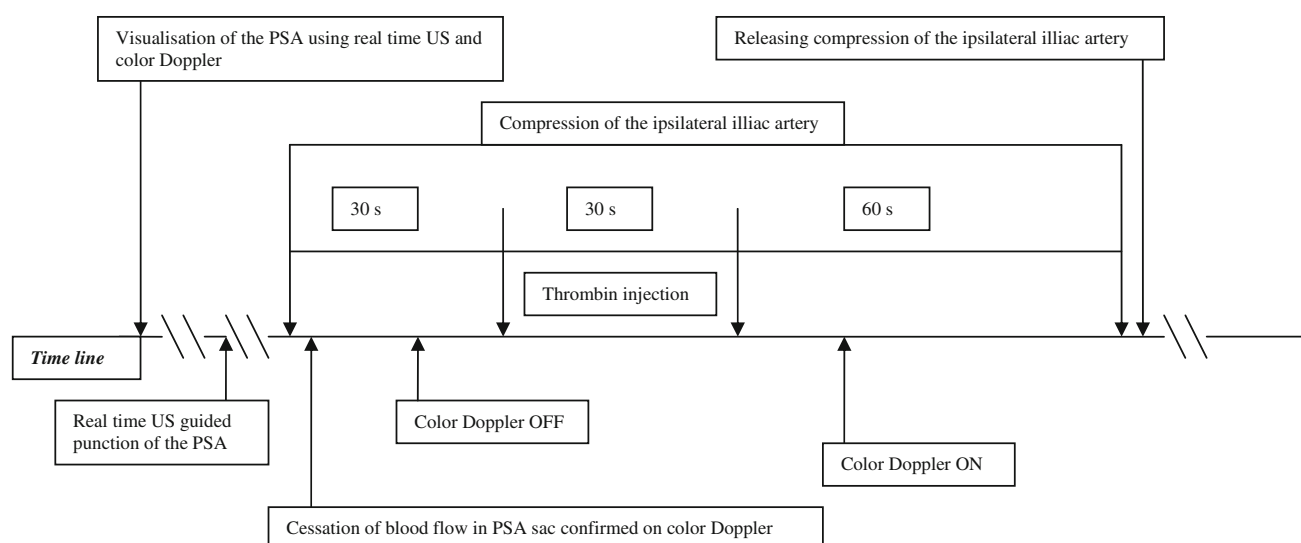 Visualisation of the PSA using real time US and
color Doppler
Releasing compression of the ipsilateral illiac artery
Compression of the ipsilateral illiac artery
30 s
30 s
60 s
Thrombin injection
Time line
Real time US guided
punction of the PSA
Color Doppler OFF
Color Doppler ON
Cessation of blood flow in PSA sac confirmed on color Doppler